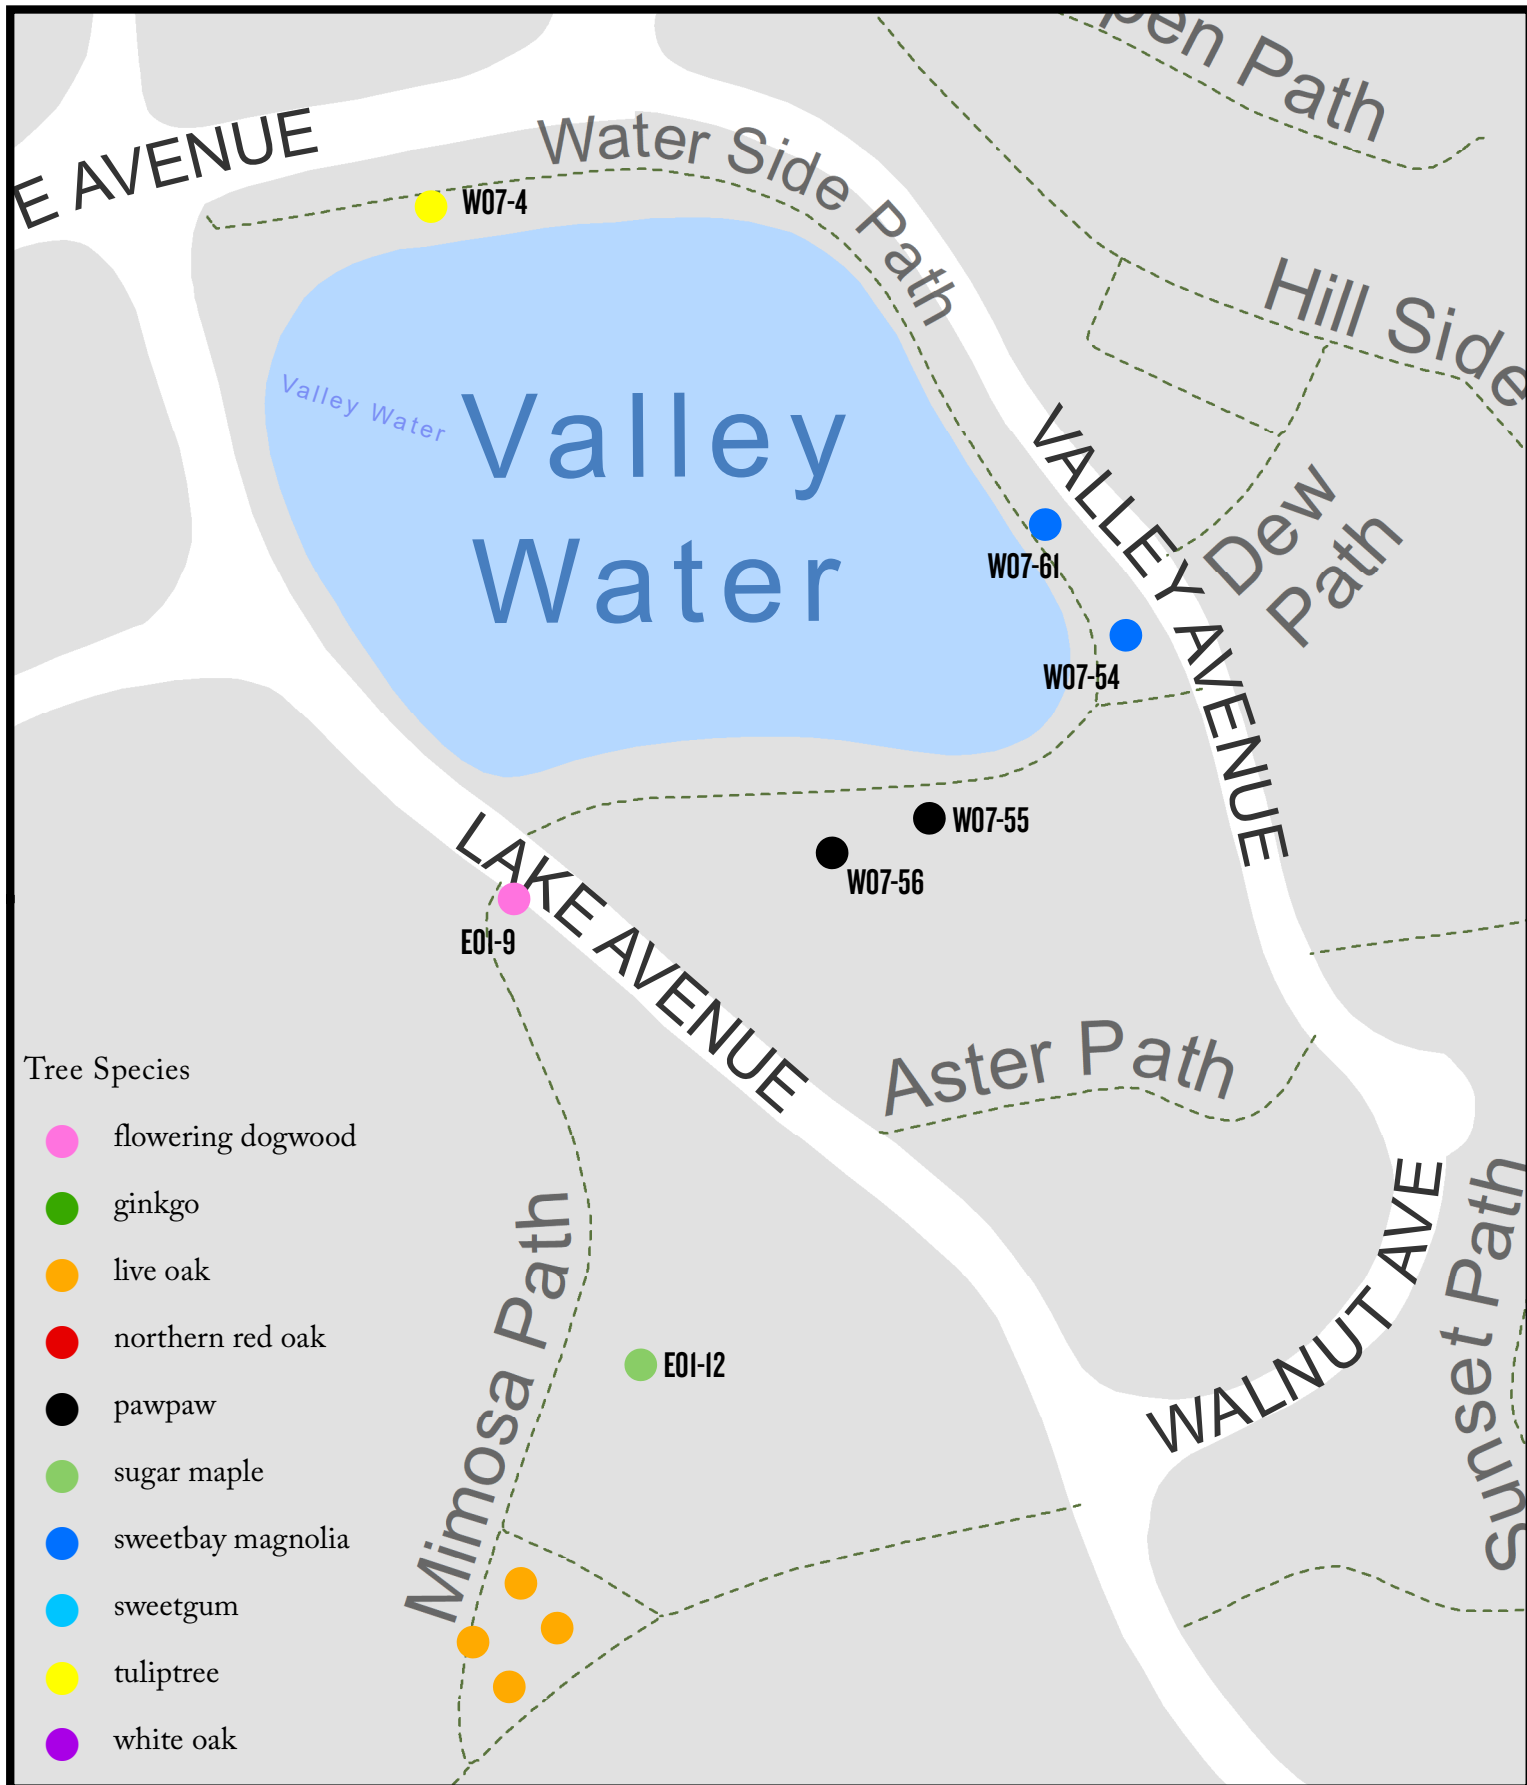 pen Path
E AVENUE
Water Side Path
W07-4
Hill Side
Valley Water
Valley
Water
VALLEY AVENUE
Dew
Path
W07-61
W07-54
W07-55
W07-56
LAKE AVENUE
E01-9
Aster Path
Tree Species
flowering dogwood
ginkgo
live oak
northern red oak
pawpaw
sugar maple
sweetbay magnolia
sweetgum
tuliptree
white oak
Mimosa Path
E01-12
WALNUT AVE
Sunset Path